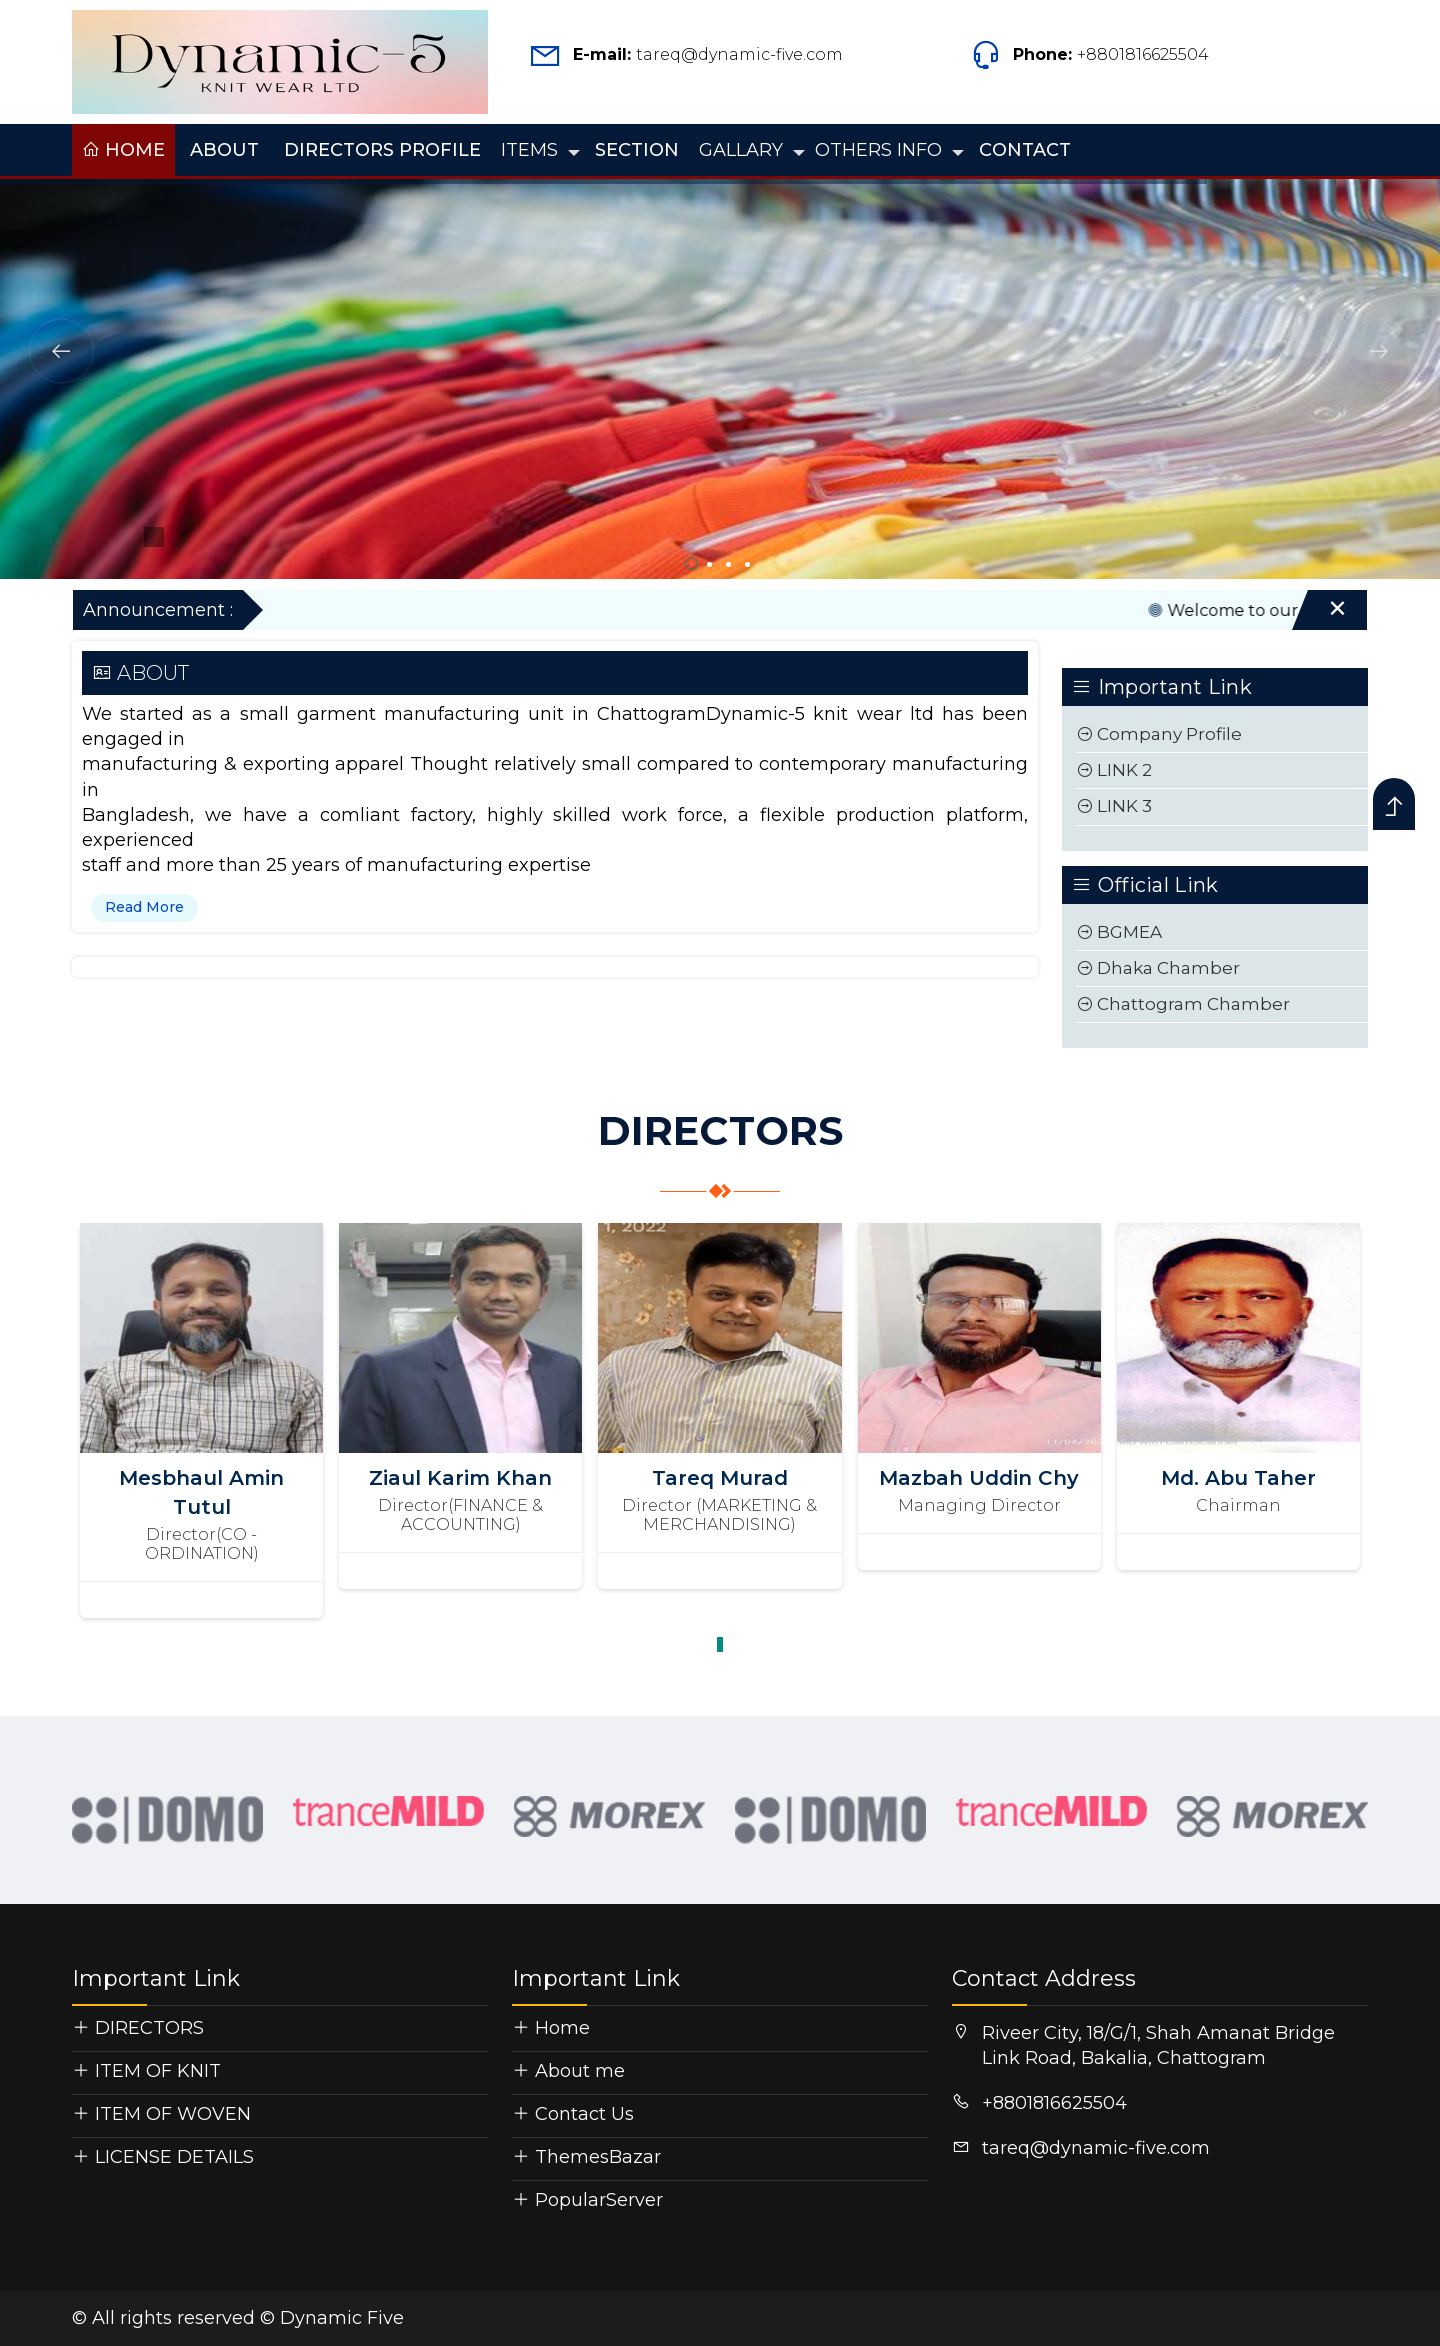 Dynamic-5
KNIT WEAR LTD
E-mail: tareq@dynamic-five.com
Phone: +8801816625504
HOME ABOUT DIRECTORS PROFILE ITEMS SECTION GALLARY OTHERS INFO CONTACT
Announcement :
Welcome to our
ABOUT
We started as a small garment manufacturing unit in ChattogramDynamic-5 knit wear ltd has been
engaged in
manufacturing & exporting apparel Thought relatively small compared to contemporary manufacturing
in
Bangladesh, we have a comliant factory, highly skilled work force, a flexible production platform,
experienced
staff and more than 25 years of manufacturing expertise
Read More
Important Link
Company Profile
LINK 2
LINK 3
Official Link
BGMEA
Dhaka Chamber
Chattogram Chamber
DIRECTORS
1, 2022
Mesbhaul Amin
Tutul
Director(CO -
ORDINATION)
Ziaul Karim Khan
Director(FINANCE &
ACCOUNTING)
Tareq Murad
Director (MARKETING &
MERCHANDISING)
Mazbah Uddin Chy
Managing Director
Md. Abu Taher
Chairman
DOMO
tranceMILD
MOREX
DOMO
tranceMILD
MOREX
Important Link
DIRECTORS
ITEM OF KNIT
ITEM OF WOVEN
LICENSE DETAILS
Important Link
Home
About me
Contact Us
ThemesBazar
PopularServer
Contact Address
Riveer City, 18/G/1, Shah Amanat Bridge
Link Road, Bakalia, Chattogram
+8801816625504
tareq@dynamic-five.com
© All rights reserved © Dynamic Five